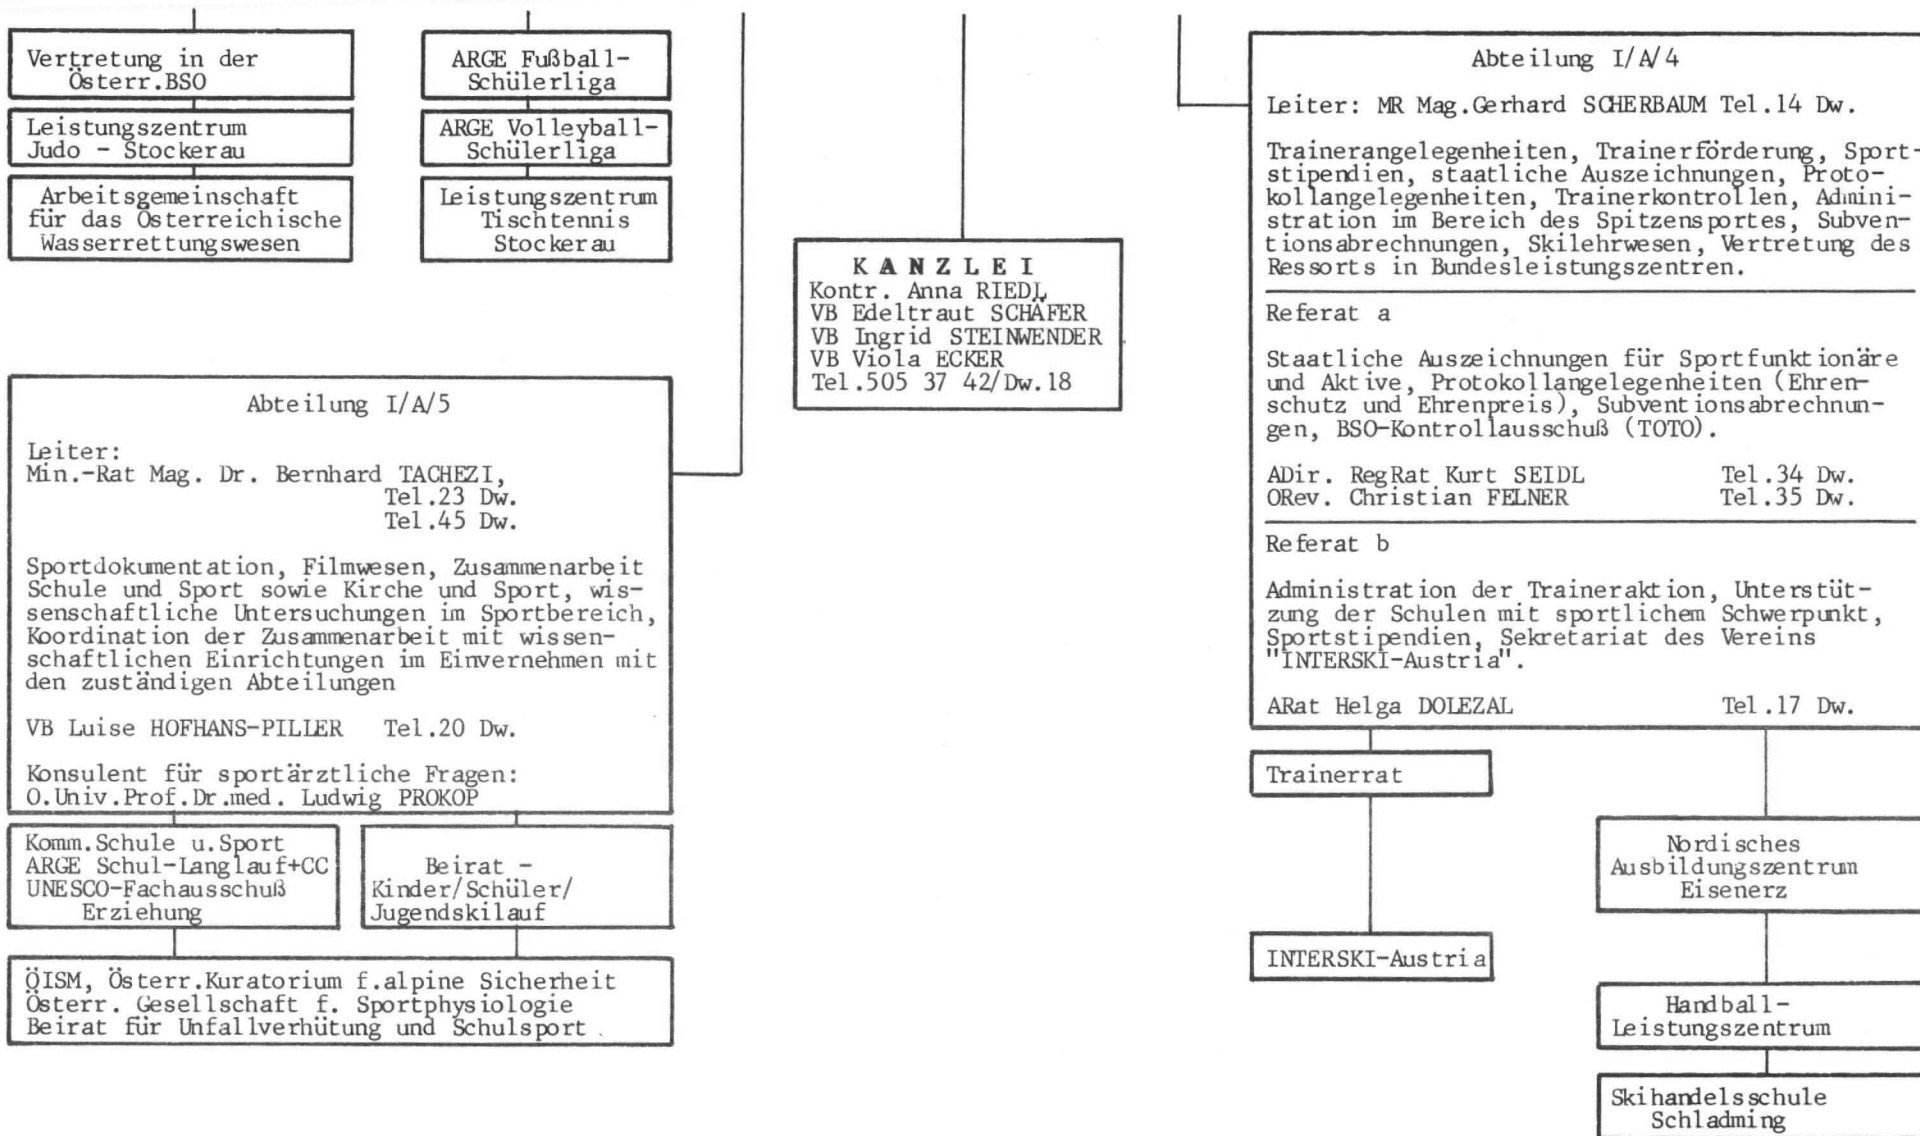 Vertretung in der
Österr.BSO
Leistungszentrum
Judo - Stockerau
Arbeitsgemeinschaft
für das Österreichische
Wasserrettungswesen
ARGE Fußball-
Schülerliga
ARGE Volleyball-
Schülerliga
Leistungszentrum
Tischtennis
Stockerau
K A N Z L E I
Kontr. Anna RIEDL
VB Edeltraut SCHÄFER
VB Ingrid STEINWENDER
VB Viola ECKER
Tel.505 37 42/Dw.18
Abteilung I/A/5
Leiter:
Min.-Rat Mag. Dr. Bernhard TACHEZI,
Tel.23 Dw.
Tel.45 Dw.
Sportdokumentation, Filmwesen, Zusammenarbeit
Schule und Sport sowie Kirche und Sport, wis-
senschaftliche Untersuchungen im Sportbereich,
Koordination der Zusammenarbeit mit wissen-
schaftlichen Einrichtungen im Einvernehmen mit
den zuständigen Abteilungen
VB Luise HOFHANS-PILLER Tel.20 Dw.
Konsulent für sportärztliche Fragen:
O.Univ.Prof.Dr.med. Ludwig PROKOP
Komm.Schule u.Sport
ARGE Schul-Langlauf+CC
UNESCO-Fachausschuß
Erziehung
Beirat -
Kinder/Schüler/
Jugendskilauf
ÖISM, Österr.Kuratorium f.alpine Sicherheit
Österr. Gesellschaft f. Sportphysiologie
Beirat für Unfallverhütung und Schulsport
Abteilung I/A/4
Leiter: MR Mag.Gerhard SCHERBAUM Tel.14 Dw.
Trainerangelegenheiten, Trainerförderung, Sport-
stipendien, staatliche Auszeichnungen, Proto-
kollangelegenheiten, Trainerkontrollen, Admini-
stration im Bereich des Spitzensportes, Subven-
tionsabrechnungen, Skilehrwesen, Vertretung des
Ressorts in Bundesleistungszentren.
Referat a
Staatliche Auszeichnungen für Sportfunktionäre
und Aktive, Protokollangelegenheiten (Ehren-
schutz und Ehrenpreis), Subventionsabrechnun-
gen, BSO-Kontrollausschuß (TOTO).
ADir. RegRat Kurt SEIDL Tel.34 Dw.
ORev. Christian FELNER Tel.35 Dw.
Referat b
Administration der Traineraktion, Unterstüt-
zung der Schulen mit sportlichem Schwerpunkt,
Sportstipendien, Sekretariat des Vereins
"INTERSKI-Austria".
ARat Helga DOLEZAL Tel.17 Dw.
Trainerrat
INTERSKI-Austria
Nordisches
Ausbildungszentrum
Eisenerz
Handball-
Leistungszentrum
Skihandelsschule
Schladming